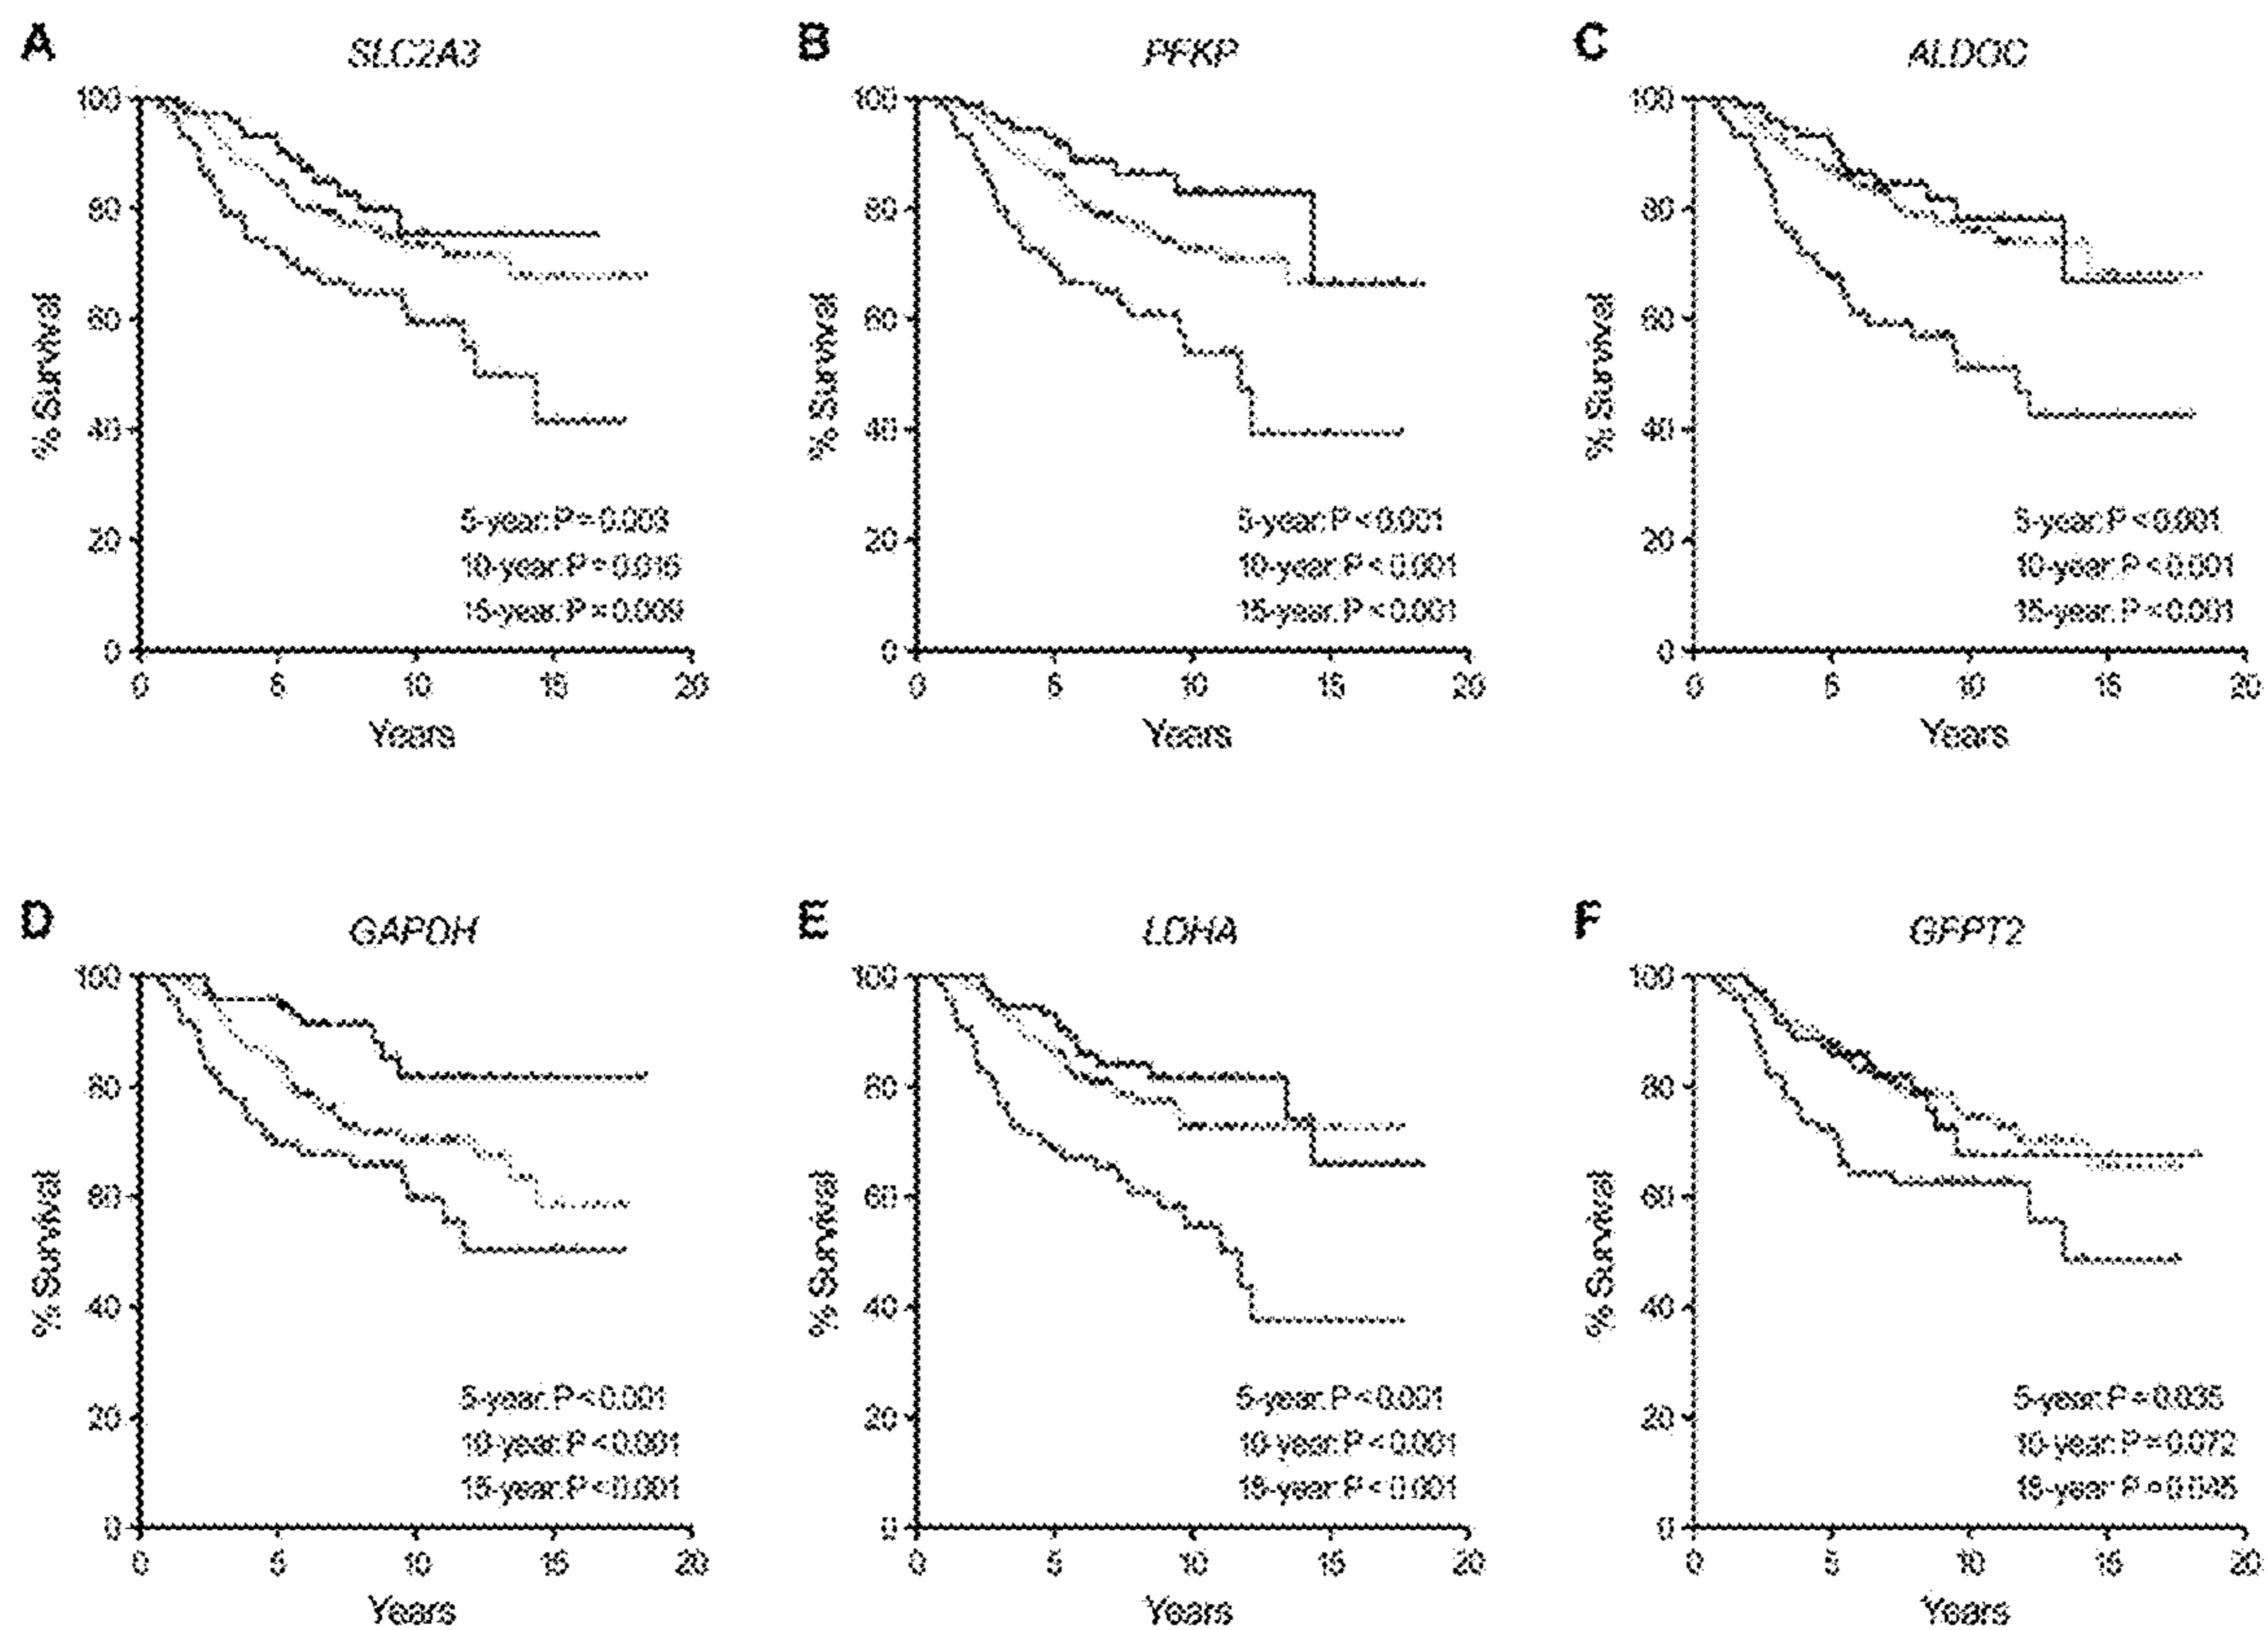 A
SLC2A3
100
80
60
40
20
0
% Survival
5-year: P = 0.003
10-year: P = 0.016
15-year: P = 0.009
0 5 10 15 20
Years
B
PFKP
100
80
60
40
20
0
% Survival
5-year: P < 0.001
10-year: P < 0.001
15-year: P < 0.001
0 5 10 15 20
Years
C
ALDOC
100
80
60
40
20
0
% Survival
5-year: P < 0.001
10-year: P < 0.001
15-year: P < 0.001
0 5 10 15 20
Years
D
GAPDH
100
80
60
40
20
0
% Survival
5-year: P < 0.001
10-year: P < 0.001
15-year: P < 0.001
0 5 10 15 20
Years
E
LDHA
100
80
60
40
20
0
% Survival
5-year: P < 0.001
10-year: P < 0.001
15-year: P < 0.001
0 5 10 15 20
Years
F
GFPT2
100
80
60
40
20
0
% Survival
5-year: P = 0.035
10-year: P = 0.072
15-year: P = 0.045
0 5 10 15 20
Years